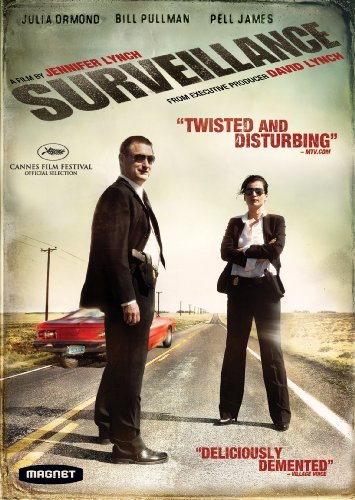 JULIA ORMOND   BILL PULLMAN   PELL JAMES
A FILM BY JENNIFER LYNCH
SURVEILLANCE
FROM EXECUTIVE PRODUCER DAVID LYNCH
"TWISTED AND
DISTURBING"
– MTV.COM
CANNES FILM FESTIVAL
OFFICIAL SELECTION
"DELICIOUSLY
DEMENTED"
– VILLAGE VOICE
MAGNET